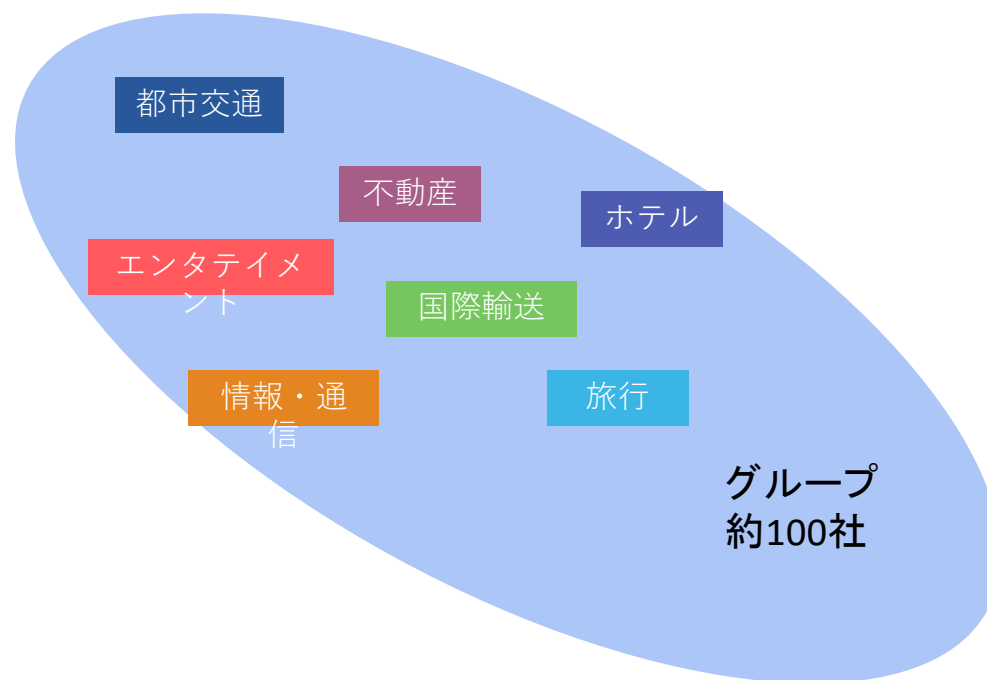 都市交通
不動産
ホテル
エンタテイメ
ント
国際輸送
情報・通
信
旅行
グループ
約100社